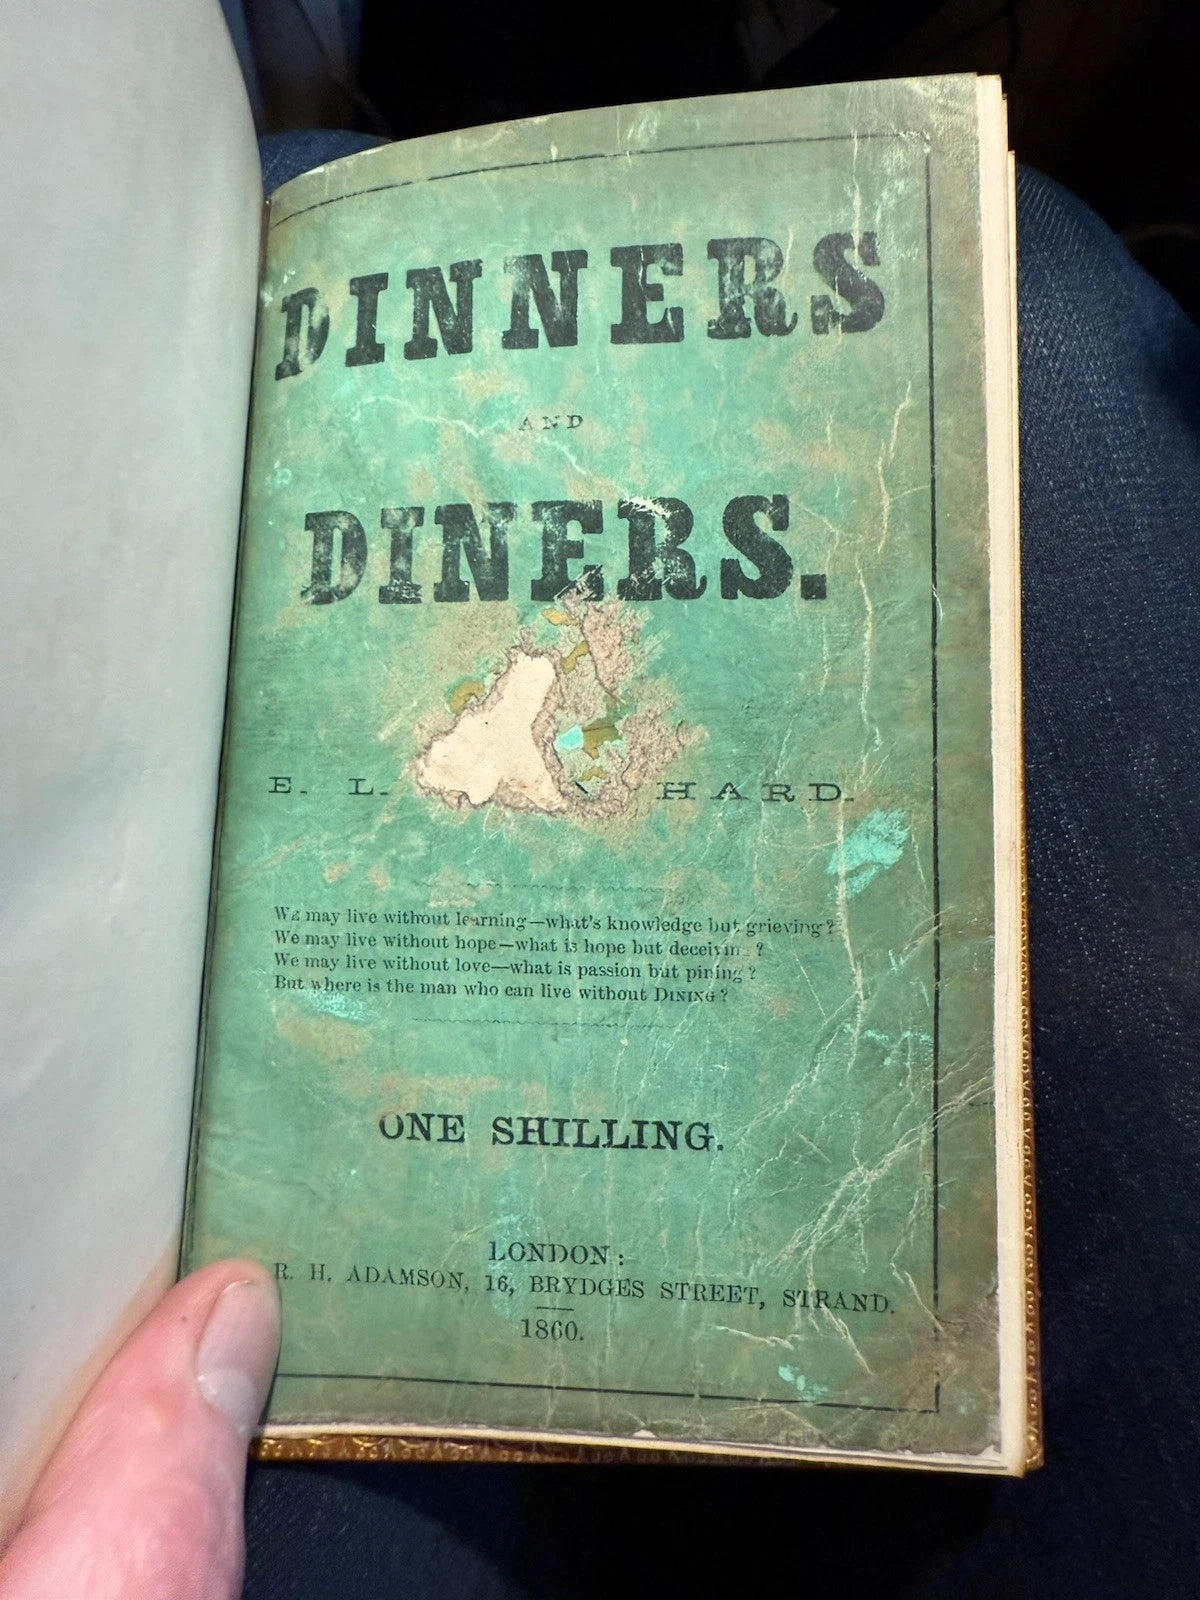 DINNERS
AND
DINERS.
E. L. HARD.
We may live without learning—what's knowledge but grieving?
We may live without hope—what is hope but deceivin ?
We may live without love—what is passion but pining?
But where is the man who can live without DINING?
ONE SHILLING.
LONDON:
R. H. ADAMSON, 16, BRYDGES STREET, STRAND.
1860.